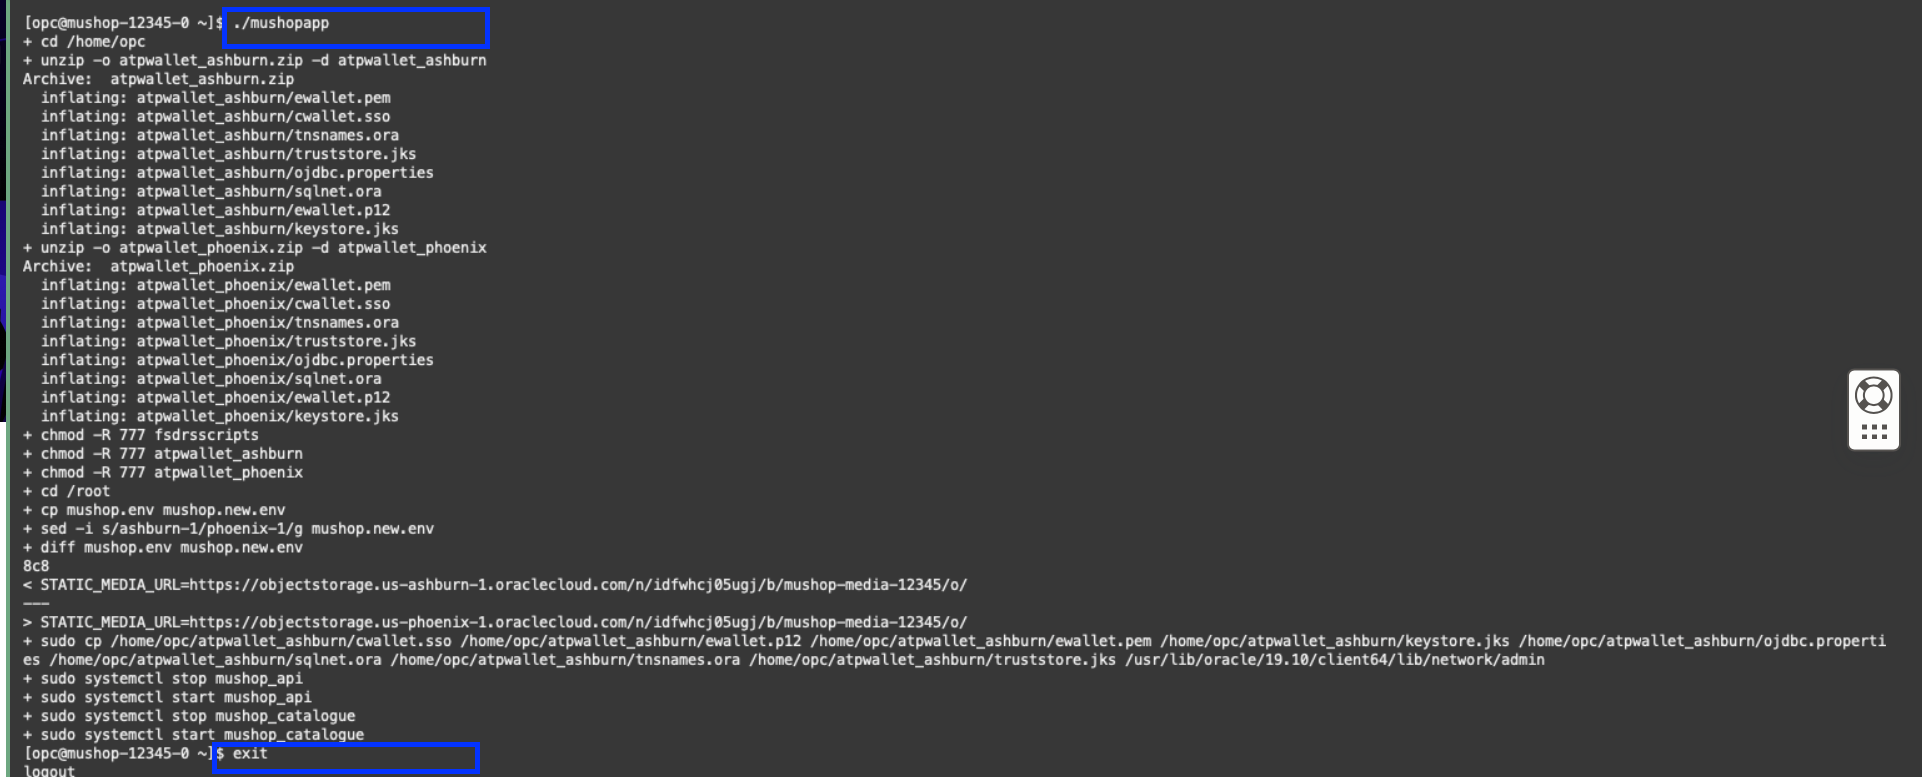 [opc@mushop-12345-0 ~]$ ./mushopapp
+ cd /home/opc
+ unzip -o atpwallet_ashburn.zip -d atpwallet_ashburn
Archive:  atpwallet_ashburn.zip
  inflating: atpwallet_ashburn/ewallet.pem
  inflating: atpwallet_ashburn/cwallet.sso
  inflating: atpwallet_ashburn/tnsnames.ora
  inflating: atpwallet_ashburn/truststore.jks
  inflating: atpwallet_ashburn/ojdbc.properties
  inflating: atpwallet_ashburn/sqlnet.ora
  inflating: atpwallet_ashburn/ewallet.p12
  inflating: atpwallet_ashburn/keystore.jks
+ unzip -o atpwallet_phoenix.zip -d atpwallet_phoenix
Archive:  atpwallet_phoenix.zip
  inflating: atpwallet_phoenix/ewallet.pem
  inflating: atpwallet_phoenix/cwallet.sso
  inflating: atpwallet_phoenix/tnsnames.ora
  inflating: atpwallet_phoenix/truststore.jks
  inflating: atpwallet_phoenix/ojdbc.properties
  inflating: atpwallet_phoenix/sqlnet.ora
  inflating: atpwallet_phoenix/ewallet.p12
  inflating: atpwallet_phoenix/keystore.jks
+ chmod -R 777 fsdrsscripts
+ chmod -R 777 atpwallet_ashburn
+ chmod -R 777 atpwallet_phoenix
+ cd /root
+ cp mushop.env mushop.new.env
+ sed -i s/ashburn-1/phoenix-1/g mushop.new.env
+ diff mushop.env mushop.new.env
8c8
< STATIC_MEDIA_URL=https://objectstorage.us-ashburn-1.oraclecloud.com/n/idfwhcj05ugj/b/mushop-media-12345/o/
---
> STATIC_MEDIA_URL=https://objectstorage.us-phoenix-1.oraclecloud.com/n/idfwhcj05ugj/b/mushop-media-12345/o/
+ sudo cp /home/opc/atpwallet_ashburn/cwallet.sso /home/opc/atpwallet_ashburn/ewallet.p12 /home/opc/atpwallet_ashburn/ewallet.pem /home/opc/atpwallet_ashburn/keystore.jks /home/opc/atpwallet_ashburn/ojdbc.properti
es /home/opc/atpwallet_ashburn/sqlnet.ora /home/opc/atpwallet_ashburn/tnsnames.ora /home/opc/atpwallet_ashburn/truststore.jks /usr/lib/oracle/19.10/client64/lib/network/admin
+ sudo systemctl stop mushop_api
+ sudo systemctl start mushop_api
+ sudo systemctl stop mushop_catalogue
+ sudo systemctl start mushop_catalogue
[opc@mushop-12345-0 ~]$ exit
logout